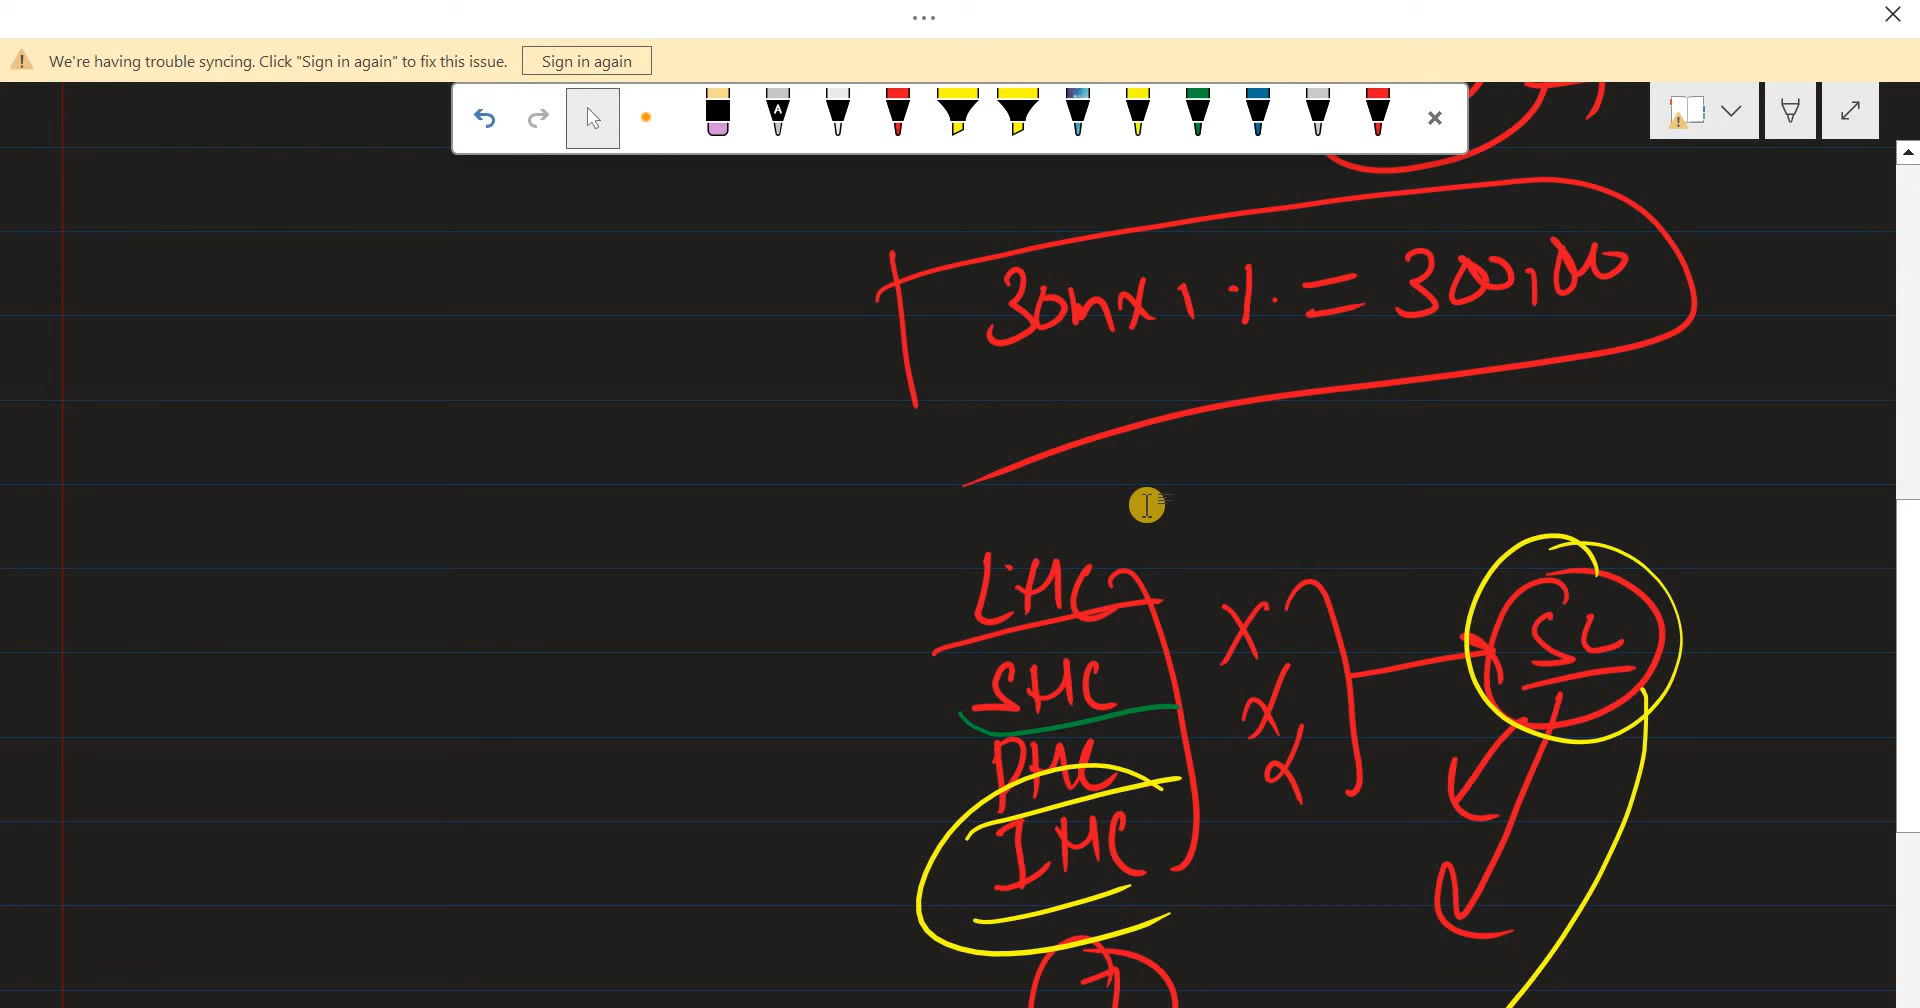 We're having trouble syncing. Click "Sign in again" to fix this issue. Sign in again
A
30m x 1 %. = 300,00
LMC
SMC
PMC
IMC
X
X
X
SL